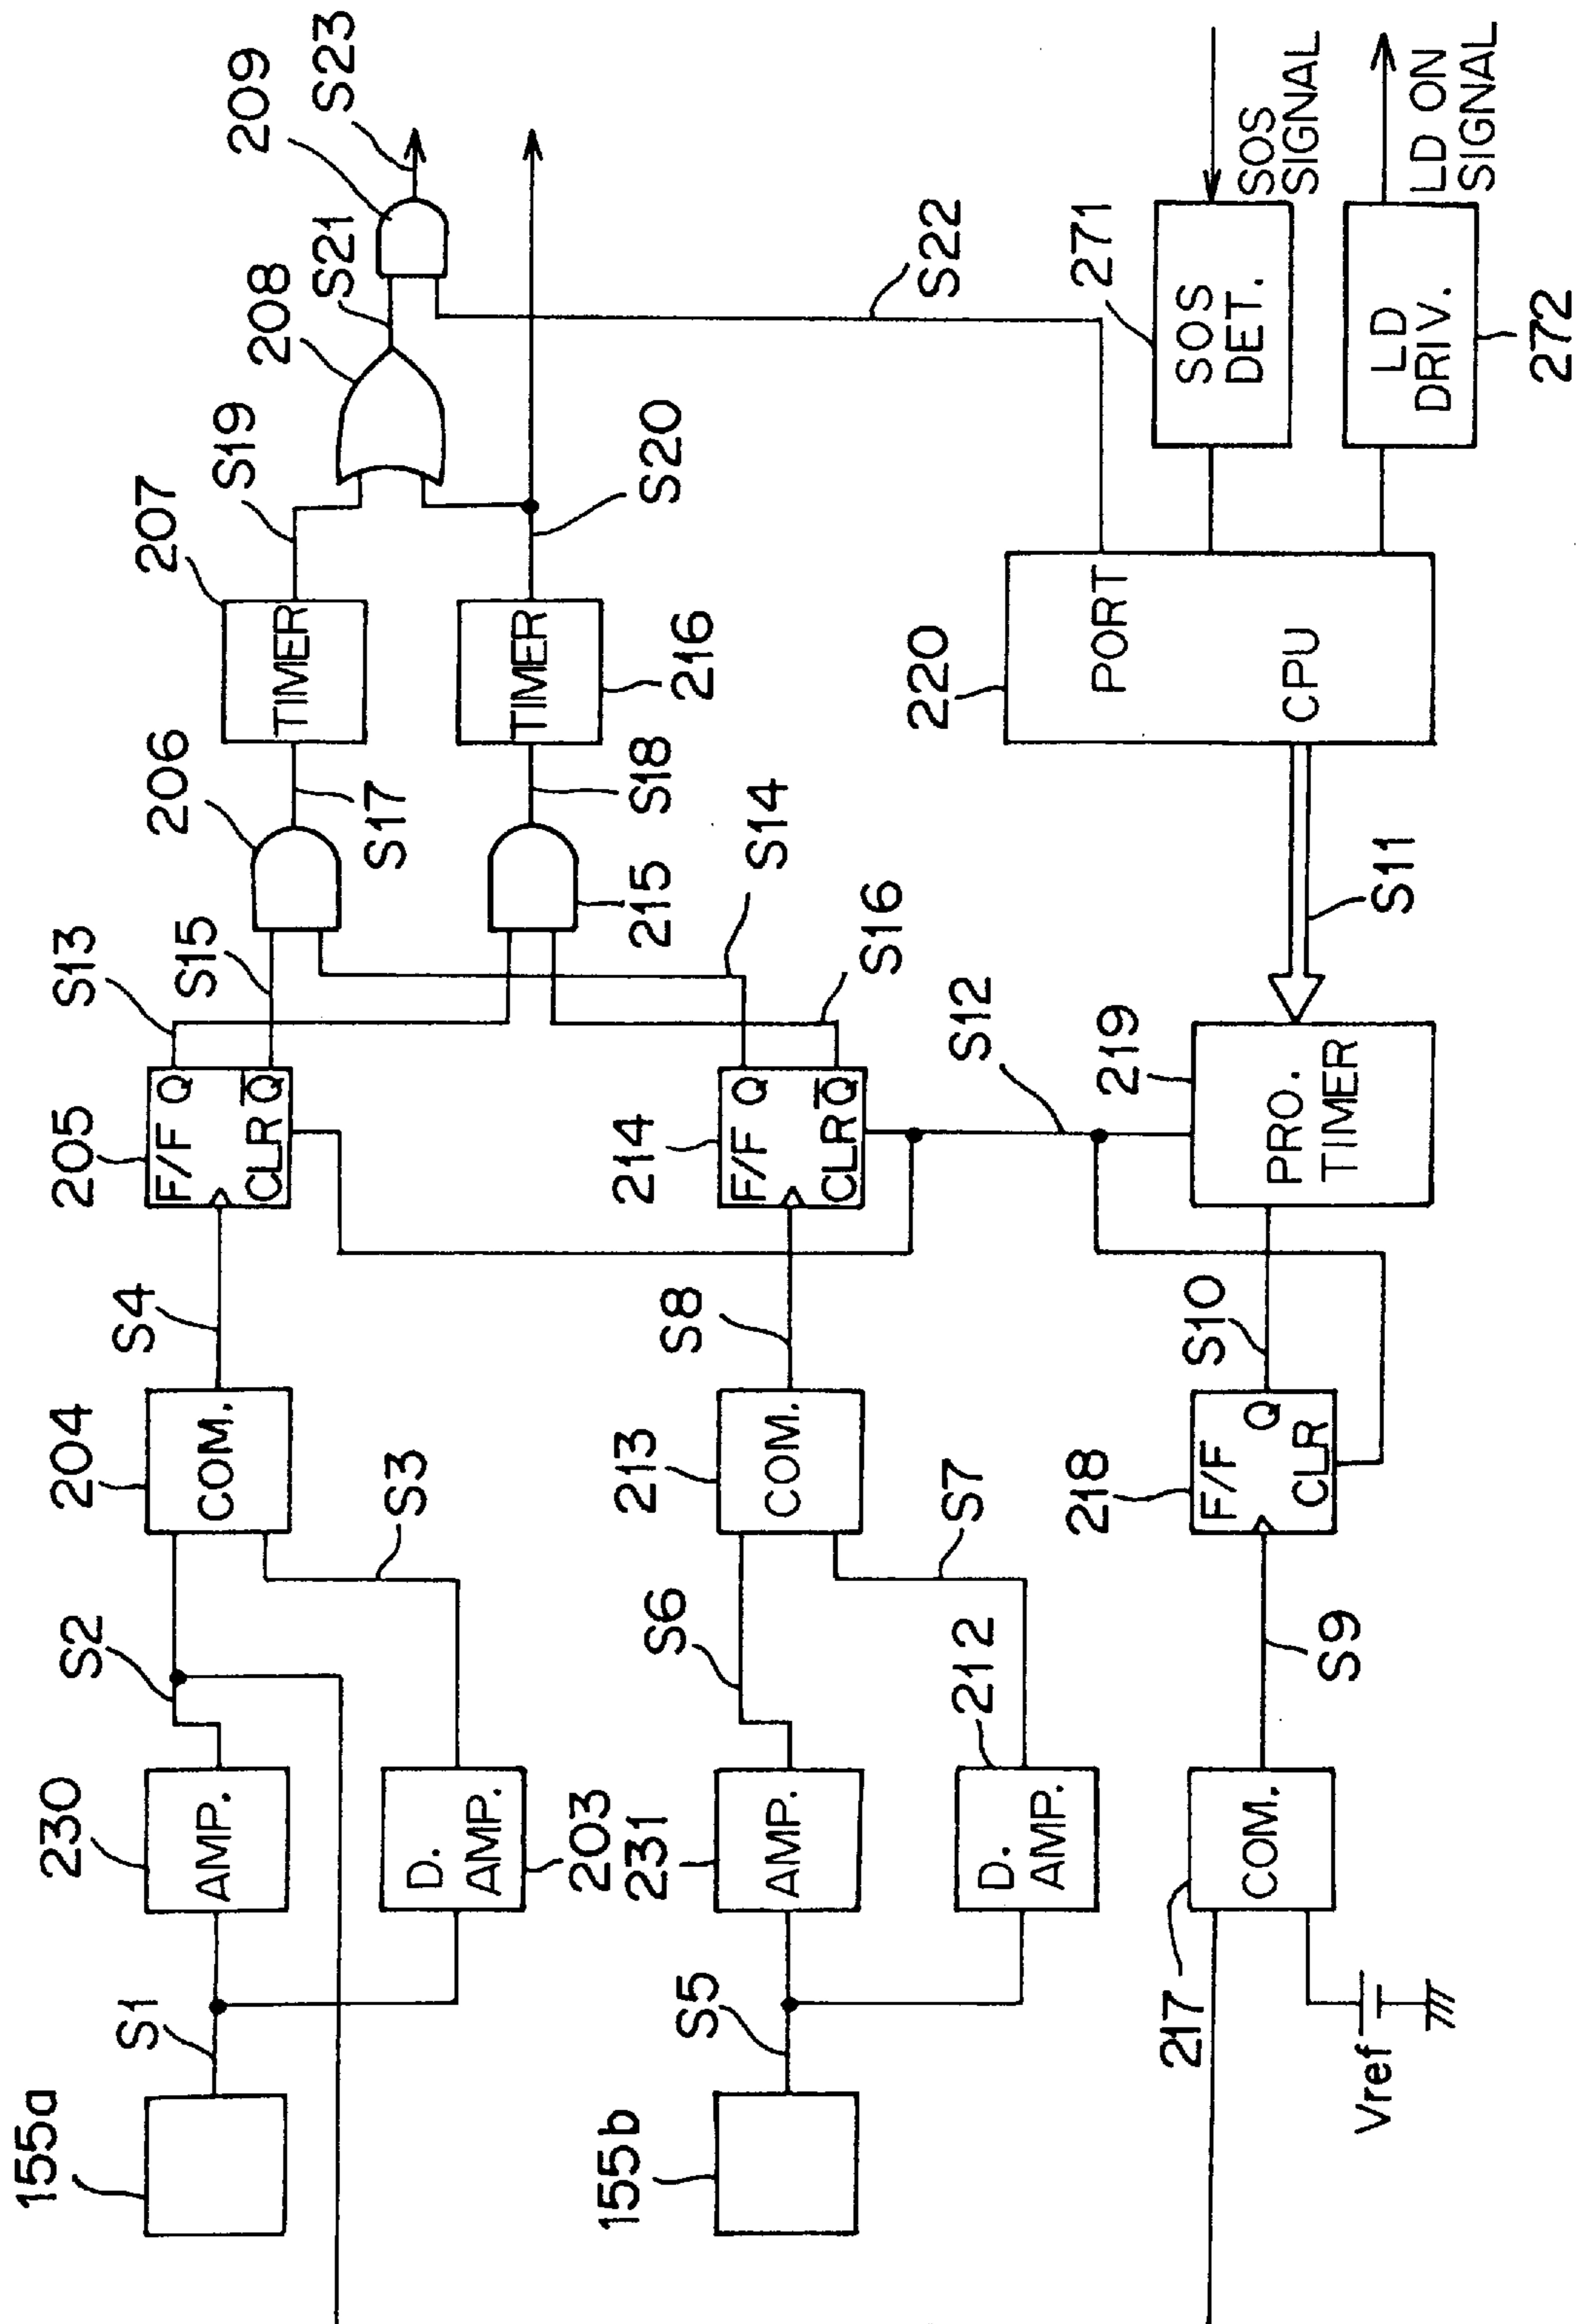 155a
S1
230
AMP.
S2
204
COM.
S4
205
F/F Q
CLR Q
S13
S15
206
S17
207
TIMER
S19
208
S21
209
S23
D.
AMP.
203
S3
155b
S5
231
AMP.
S6
213
COM.
S8
214
F/F Q
CLR Q
S14
S16
215
S18
TIMER
216
S20
D.
AMP.
212
S7
S12
S22
217
COM.
Vref
S9
218
F/F Q
CLR
S10
219
PRO.
TIMER
S11
220
PORT
CPU
271
SOS
DET.
SOS
SIGNAL
LD
DRIV.
272
LD ON
SIGNAL